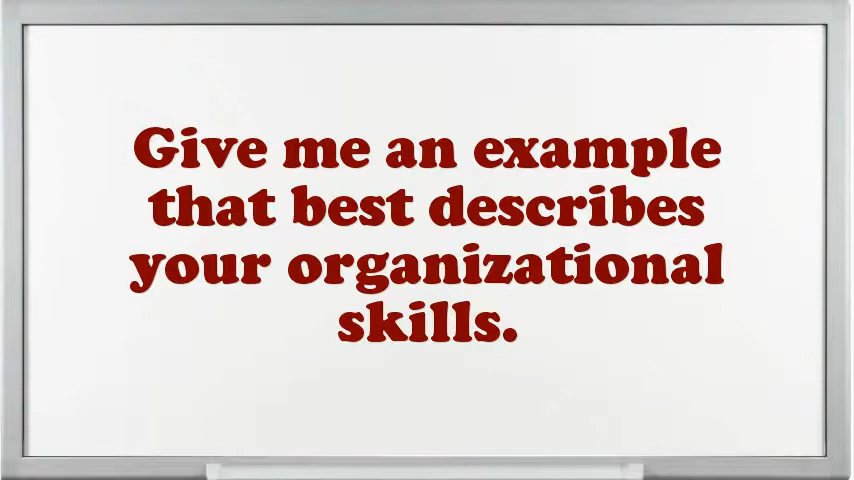 Give me an example
that best describes
your organizational
skills.